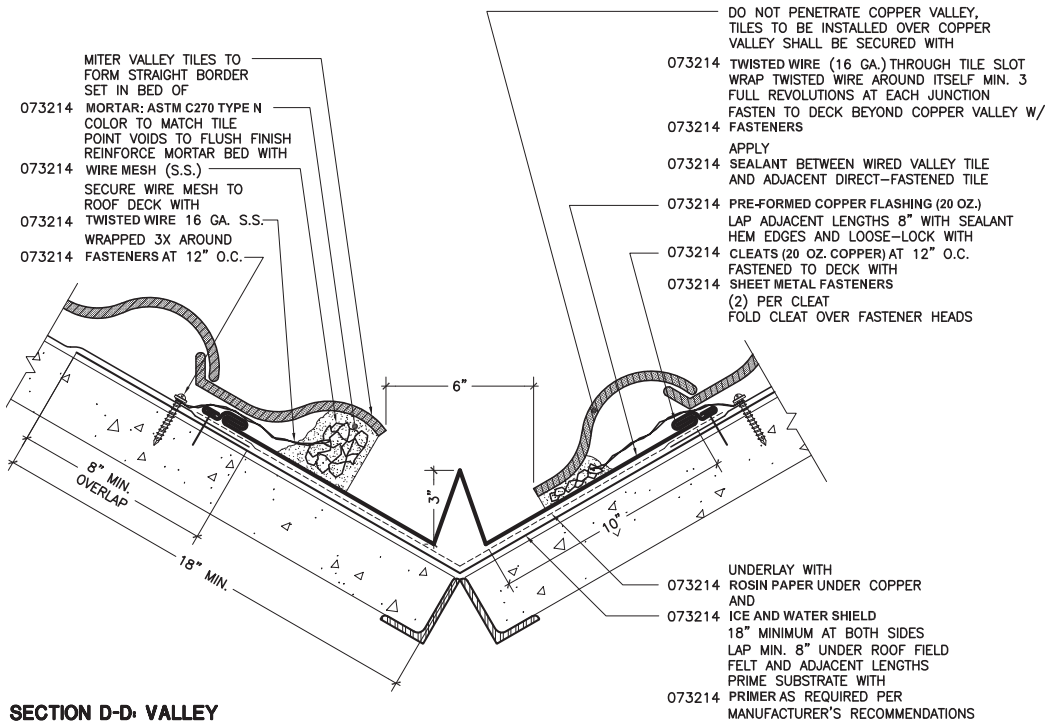 MITER VALLEY TILES TO
FORM STRAIGHT BORDER
SET IN BED OF
073214 MORTAR: ASTM C270 TYPE N
COLOR TO MATCH TILE
POINT VOIDS TO FLUSH FINISH
REINFORCE MORTAR BED WITH
073214 WIRE MESH (S.S.)
SECURE WIRE MESH TO
ROOF DECK WITH
073214 TWISTED WIRE 16 GA. S.S.
WRAPPED 3X AROUND
073214 FASTENERS AT 12" O.C.
DO NOT PENETRATE COPPER VALLEY,
TILES TO BE INSTALLED OVER COPPER
VALLEY SHALL BE SECURED WITH
073214 TWISTED WIRE (16 GA.) THROUGH TILE SLOT
WRAP TWISTED WIRE AROUND ITSELF MIN. 3
FULL REVOLUTIONS AT EACH JUNCTION
FASTEN TO DECK BEYOND COPPER VALLEY W/
073214 FASTENERS
APPLY
073214 SEALANT BETWEEN WIRED VALLEY TILE
AND ADJACENT DIRECT-FASTENED TILE
073214 PRE-FORMED COPPER FLASHING (20 OZ.)
LAP ADJACENT LENGTHS 8" WITH SEALANT
HEM EDGES AND LOOSE-LOCK WITH
073214 CLEATS (20 OZ. COPPER) AT 12" O.C.
FASTENED TO DECK WITH
073214 SHEET METAL FASTENERS
(2) PER CLEAT
FOLD CLEAT OVER FASTENER HEADS
6"
3"
8" MIN.
OVERLAP
18" MIN.
10"
UNDERLAY WITH
073214 ROSIN PAPER UNDER COPPER
AND
073214 ICE AND WATER SHIELD
18" MINIMUM AT BOTH SIDES
LAP MIN. 8" UNDER ROOF FIELD
FELT AND ADJACENT LENGTHS
PRIME SUBSTRATE WITH
073214 PRIMER AS REQUIRED PER
MANUFACTURER'S RECOMMENDATIONS
SECTION D-D: VALLEY